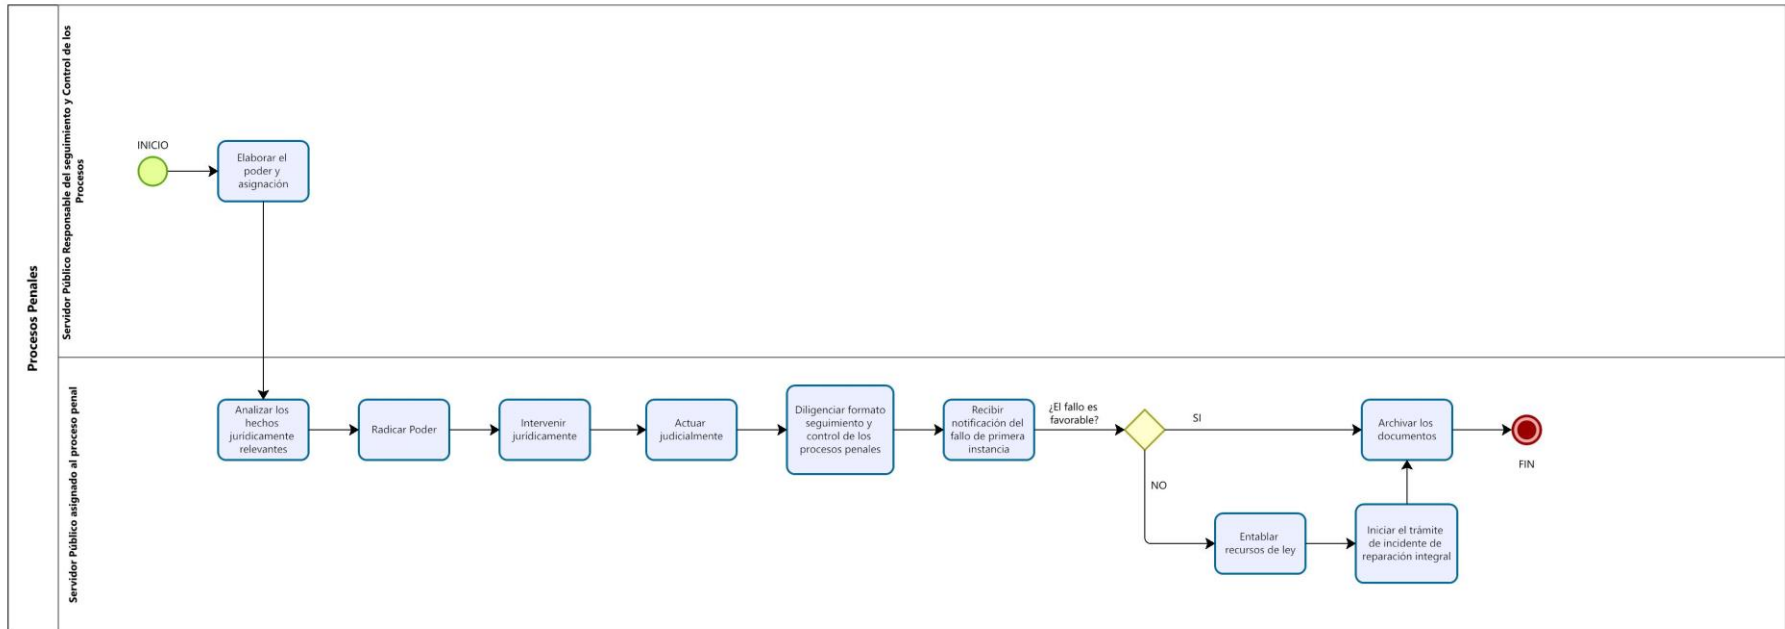 Procesos Penales
Servidor Público Responsable del seguimiento y Control de los
Procesos
INICIO
Elaborar el
poder y
asignación
Servidor Público asignado al proceso penal
Analizar los
hechos
jurídicamente
relevantes
Radicar Poder
Intervenir
jurídicamente
Actuar
judicialmente
Diligenciar formato
seguimiento y
control de los
procesos penales
Recibir
notificación del
fallo de primera
instancia
¿El fallo es
favorable?
SI
Archivar los
documentos
FIN
NO
Entablar
recursos de ley
Iniciar el trámite
de incidente de
reparación integral